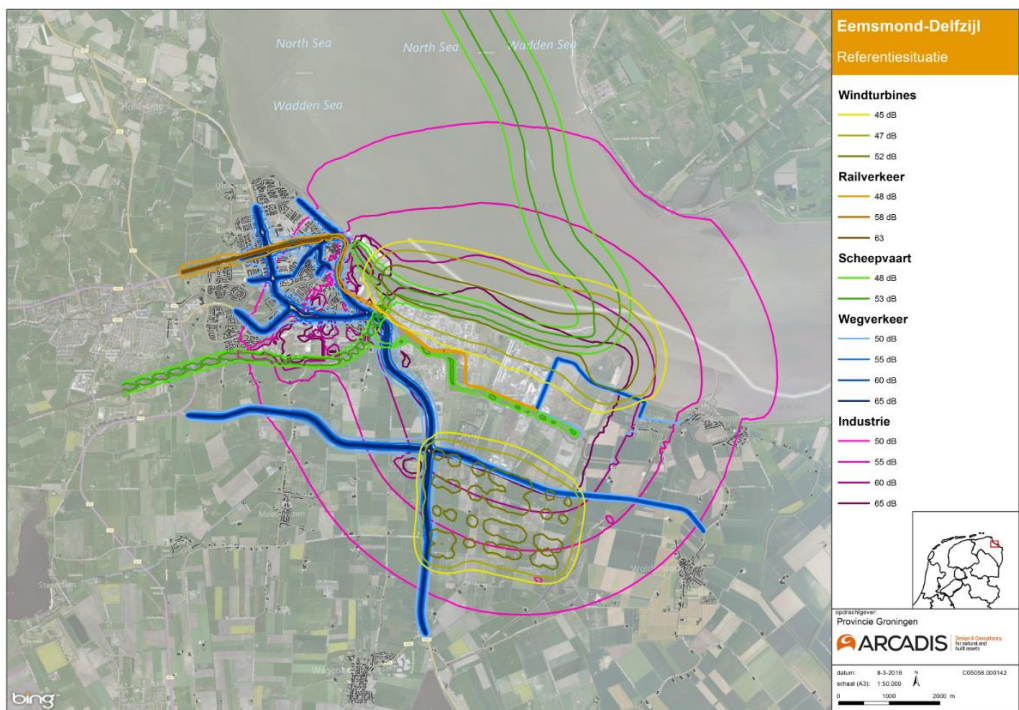 North Sea
North Sea
Wadden Sea
Wadden Sea
bing
Eemsmond-Delfzijl
Referentiesituatie
Windturbines
45 dB
47 dB
52 dB
Railverkeer
48 dB
58 dB
63
Scheepvaart
48 dB
53 dB
Wegverkeer
50 dB
55 dB
60 dB
65 dB
Industrie
50 dB
55 dB
60 dB
65 dB
opdrachtgever:
Provincie Groningen
ARCADIS
Design & Consultancy
for natural and
built assets
datum: 8-3-2016 N C05058.000142
schaal (A3): 1:50.000
0 1000 2000 m